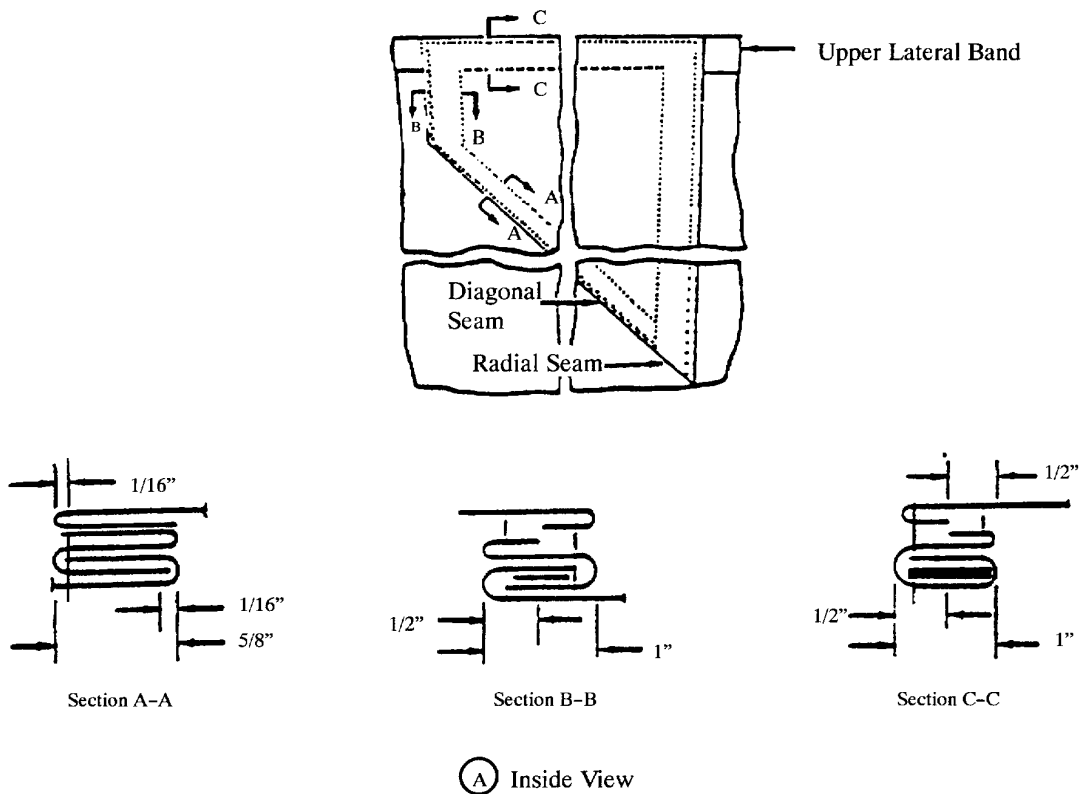 C
Upper Lateral Band
C
B
B
A
A
Diagonal
Seam
Radial Seam
1/16”
1/16”
5/8”
Section A–A
1/2”
1”
Section B–B
1/2”
1/2”
1”
Section C–C
A Inside View